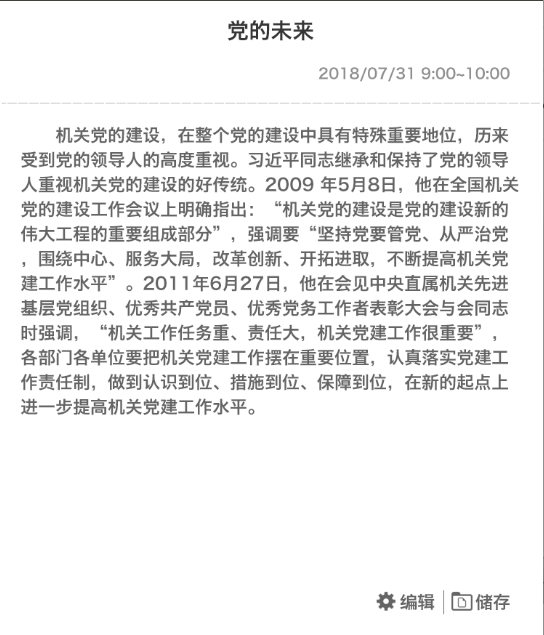 党的未来
2018/07/31 9:00~10:00
机关党的建设，在整个党的建设中具有特殊重要地位，历来
受到党的领导人的高度重视。习近平同志继承和保持了党的领导
人重视机关党的建设的好传统。2009 年5月8日，他在全国机关
党的建设工作会议上明确指出：“机关党的建设是党的建设新的
伟大工程的重要组成部分”，强调要“坚持党要管党、从严治党
，围绕中心、服务大局，改革创新、开拓进取，不断提高机关党
建工作水平”。2011年6月27日，他在会见中央直属机关先进
基层党组织、优秀共产党员、优秀党务工作者表彰大会与会同志
时强调，“机关工作任务重、责任大，机关党建工作很重要”，
各部门各单位要把机关党建工作摆在重要位置，认真落实党建工
作责任制，做到认识到位、措施到位、保障到位，在新的起点上
进一步提高机关党建工作水平。
编辑 储存